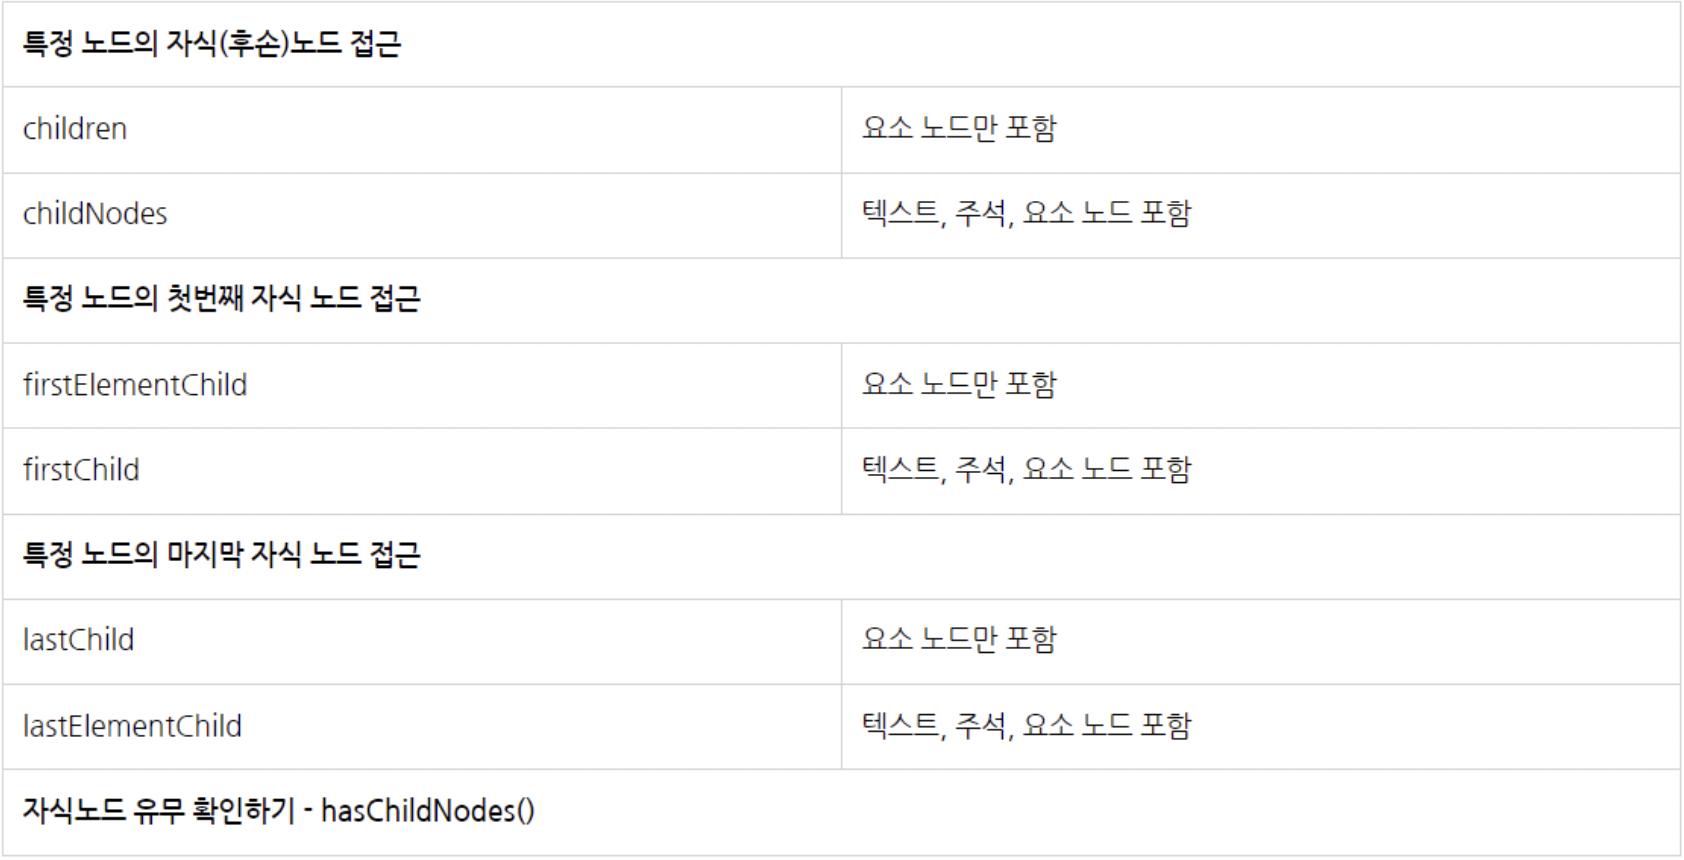 특정 노드의 자식(후손)노드 접근
children 요소 노드만 포함
childNodes 텍스트, 주석, 요소 노드 포함
특정 노드의 첫번째 자식 노드 접근
firstElementChild 요소 노드만 포함
firstChild 텍스트, 주석, 요소 노드 포함
특정 노드의 마지막 자식 노드 접근
lastChild 요소 노드만 포함
lastElementChild 텍스트, 주석, 요소 노드 포함
자식노드 유무 확인하기 - hasChildNodes()